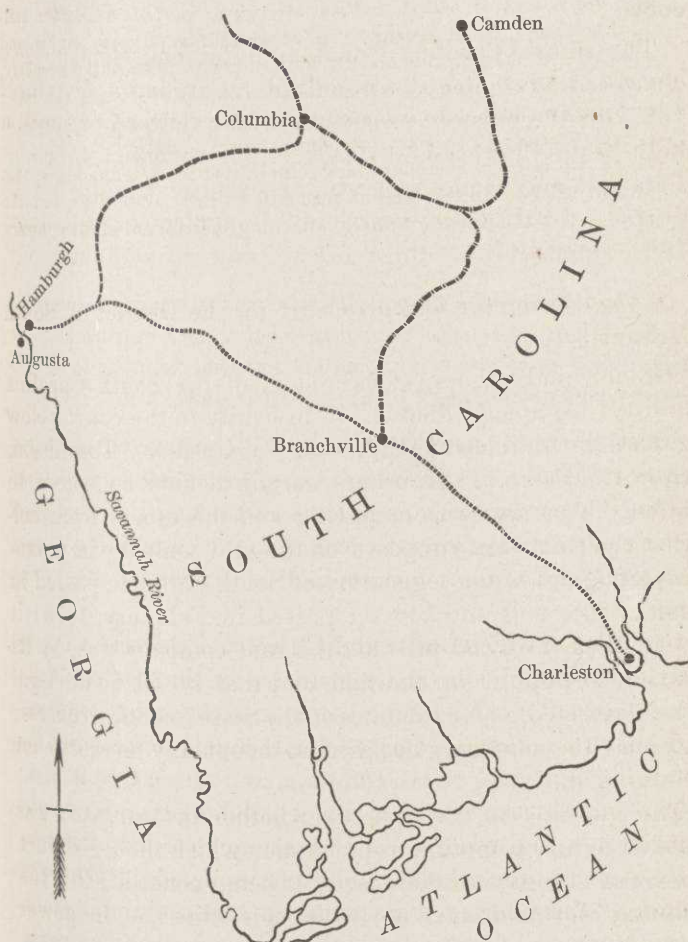 Camden
Columbia
Hamburgh
Augusta
Branchville
SOUTH CAROLINA
GEORGIA
Savannah River
Charleston
ATLANTIC
OCEAN